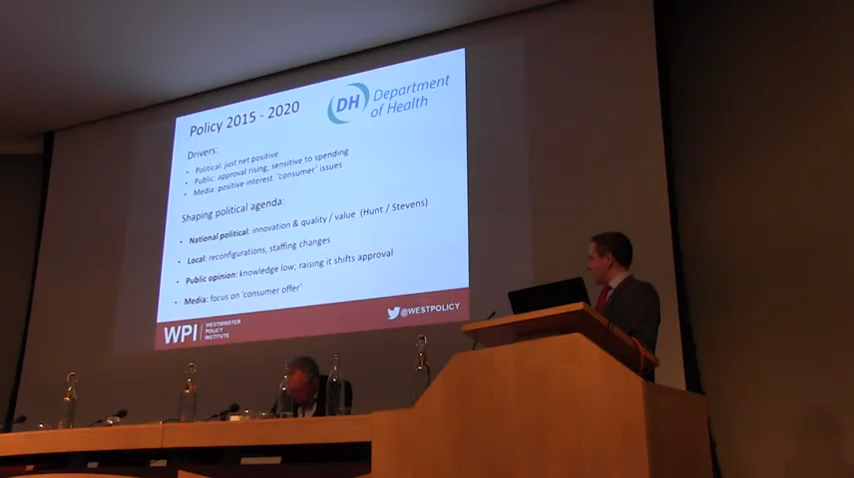 Policy 2015 - 2020
DH Department
of Health
Drivers:
• Political: just net positive
• Public: approval rising; sensitive to spending
• Media: positive interest: 'consumer' issues
Shaping political agenda:
• National political: innovation & quality / value (Hunt / Stevens)
• Local: reconfigurations, staffing changes
• Public opinion: knowledge low; raising it shifts approval
• Media: focus on 'consumer offer'
WPI WESTMINSTER
POLICY
INSTITUTE
@WESTPOLICY